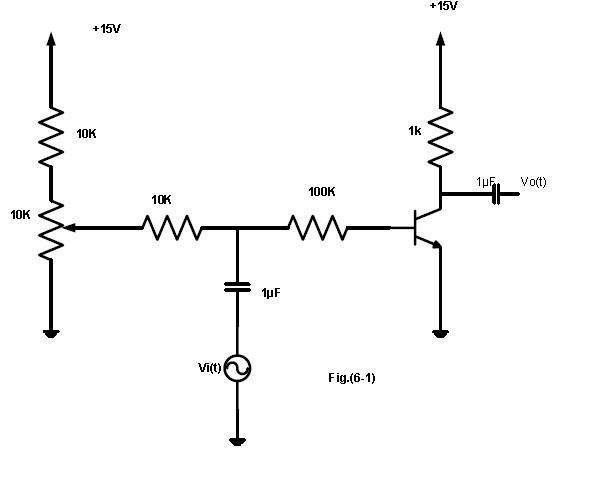 +15V
+15V
10K
1k
10K
10K
100K
1µF
Vo(t)
1µF
Vi(t)
Fig.(6-1)